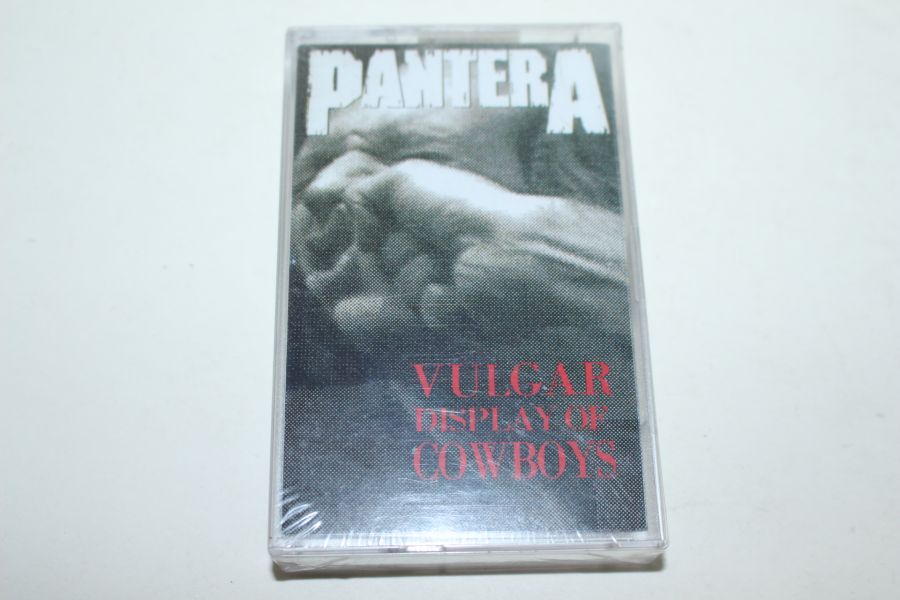 PANTERA
VULGAR
DISPLAY OF
COWBOYS